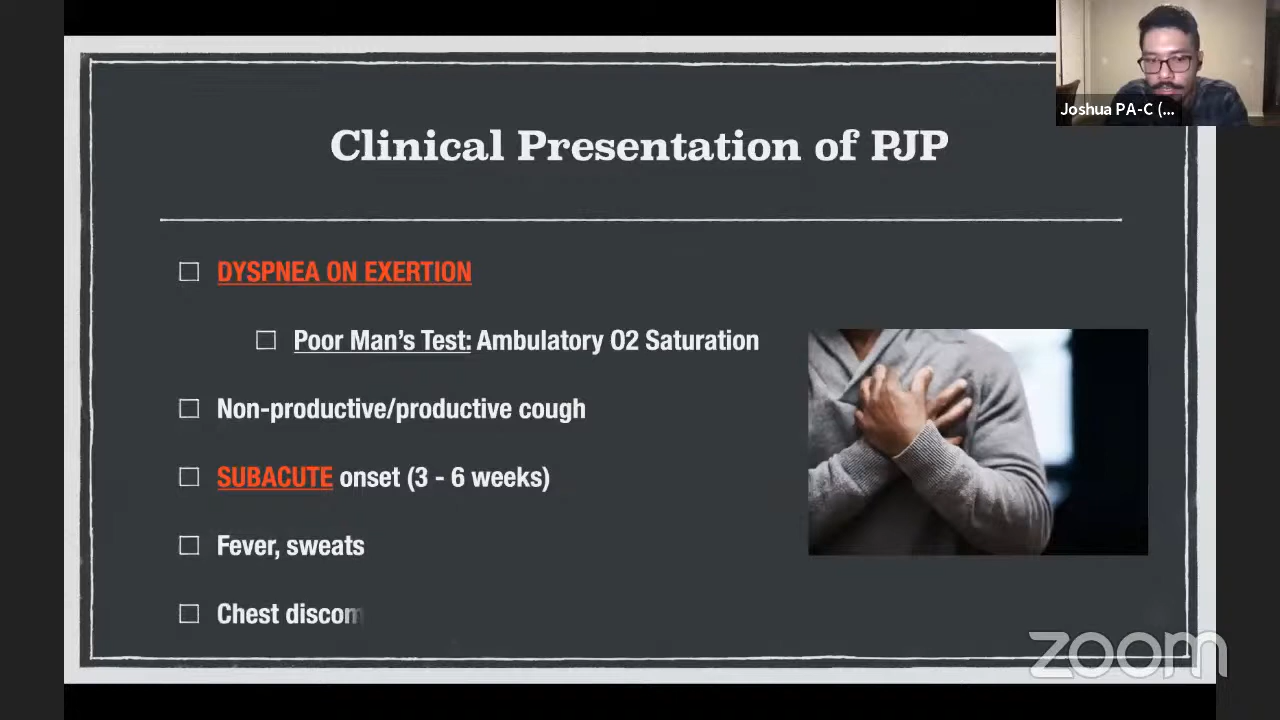 Joshua PA-C (...
Clinical Presentation of PJP
DYSPNEA ON EXERTION
Poor Man's Test: Ambulatory O2 Saturation
Non-productive/productive cough
SUBACUTE onset (3 - 6 weeks)
Fever, sweats
Chest discom
zoom